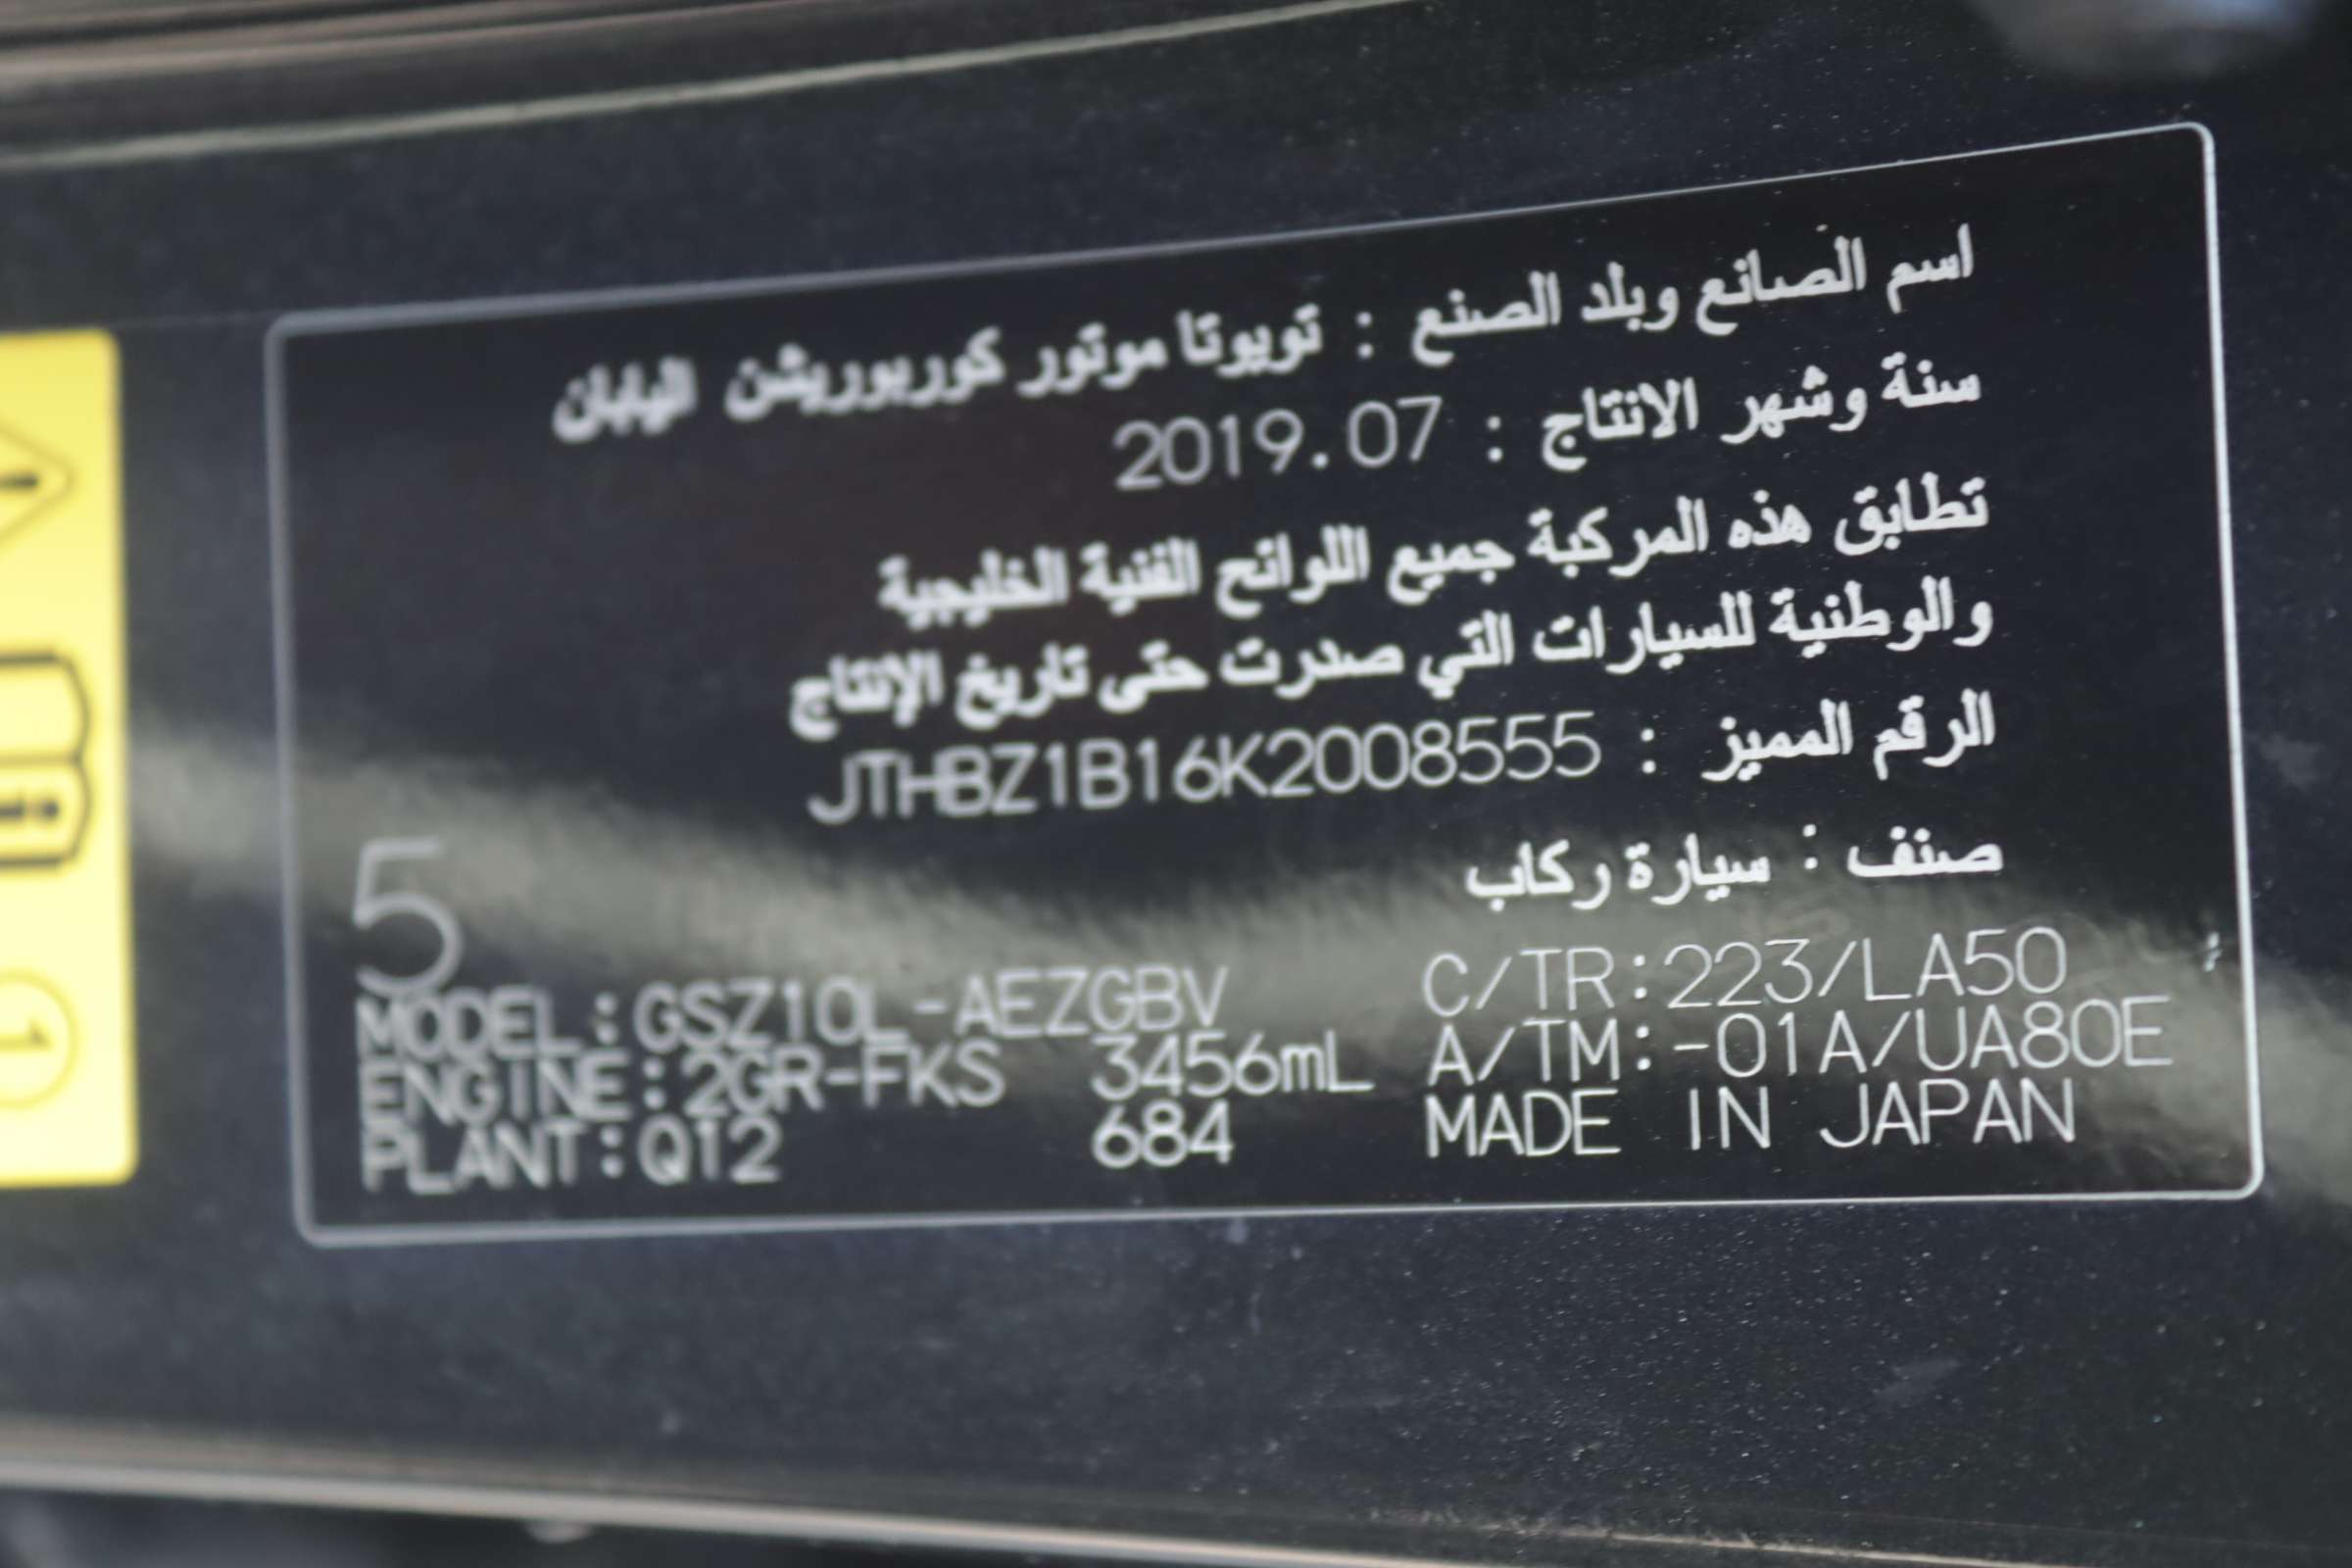 اسم الصانع وبلد الصنع : تويوتا موتور كوربوريشن اليابان
سنة وشهر الانتاج : 2019.07
تطابق هذه المركبة جميع اللوائح الفنية الخليجية
والوطنية للسيارات التي صدرت حتى تاريخ الإنتاج
الرقم المميز : JTHBZ1B16K2008555
صنف : سيارة ركاب
5
MODEL:GSZ10L-AEZGBV C/TR:223/LA50
ENGINE:2GR-FKS 3456mL A/TM:-01A/UA80E
PLANT:Q12 684 MADE IN JAPAN
1